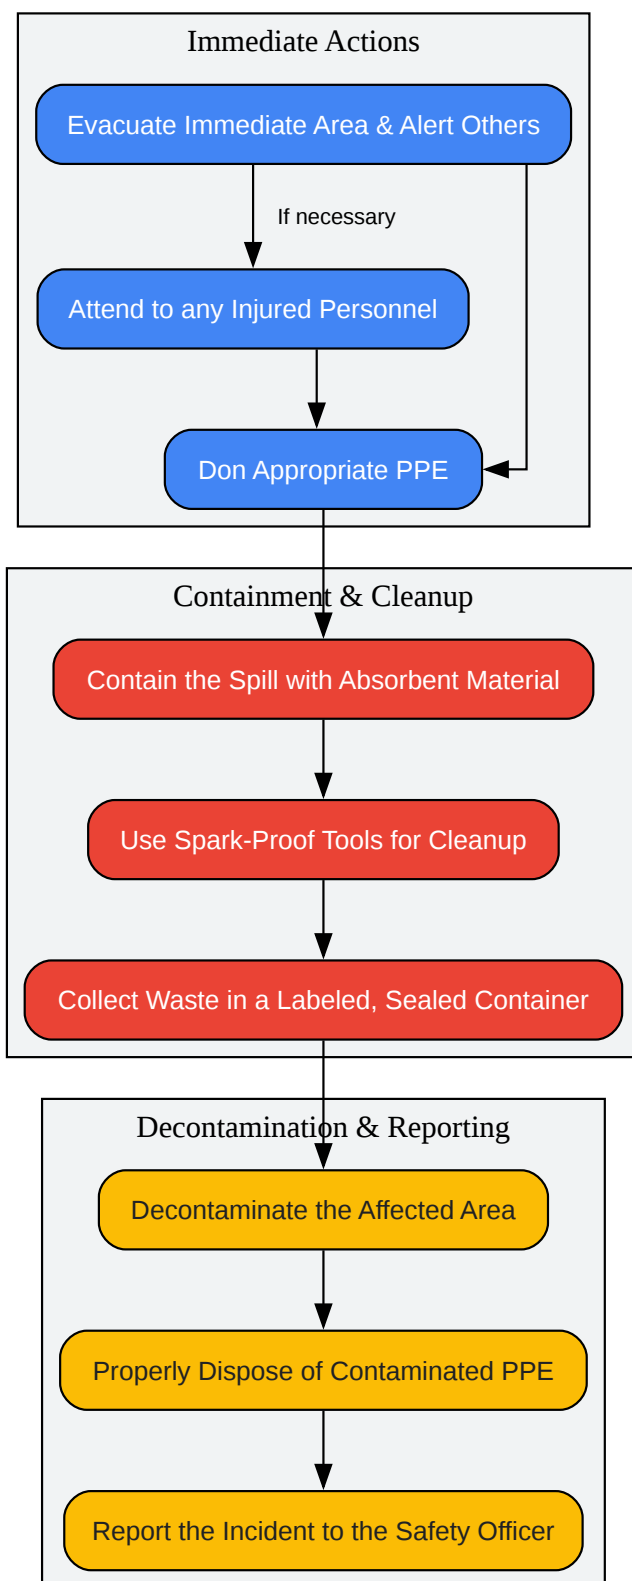 Immediate Actions
Evacuate Immediate Area & Alert Others
If necessary
Attend to any Injured Personnel
Don Appropriate PPE
Containment & Cleanup
Contain the Spill with Absorbent Material
Use Spark-Proof Tools for Cleanup
Collect Waste in a Labeled, Sealed Container
Decontamination & Reporting
Decontaminate the Affected Area
Properly Dispose of Contaminated PPE
Report the Incident to the Safety Officer